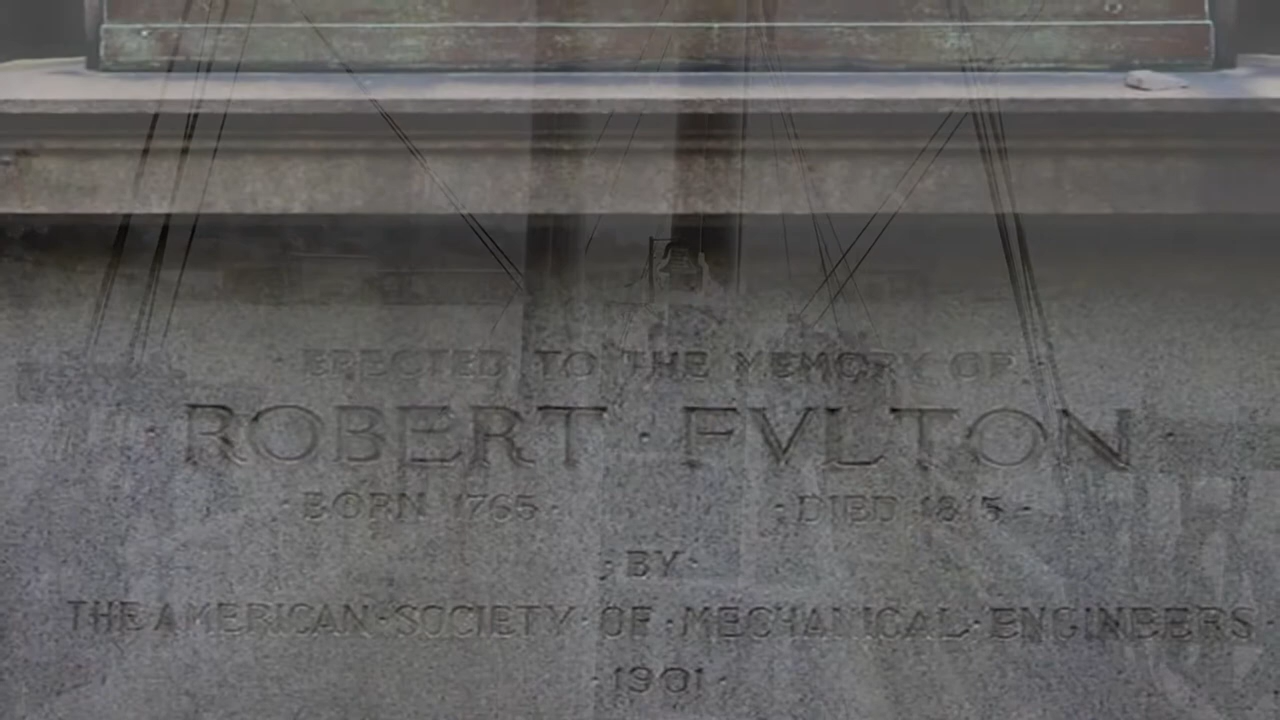 ERECTED TO THE MEMORY OF
ROBERT · FVLTON ·
· BORN 1765 · · DIED 1815 ·
· BY ·
THE AMERICAN · SOCIETY · OF · MECHANICAL · ENGINEERS ·
· 1901 ·